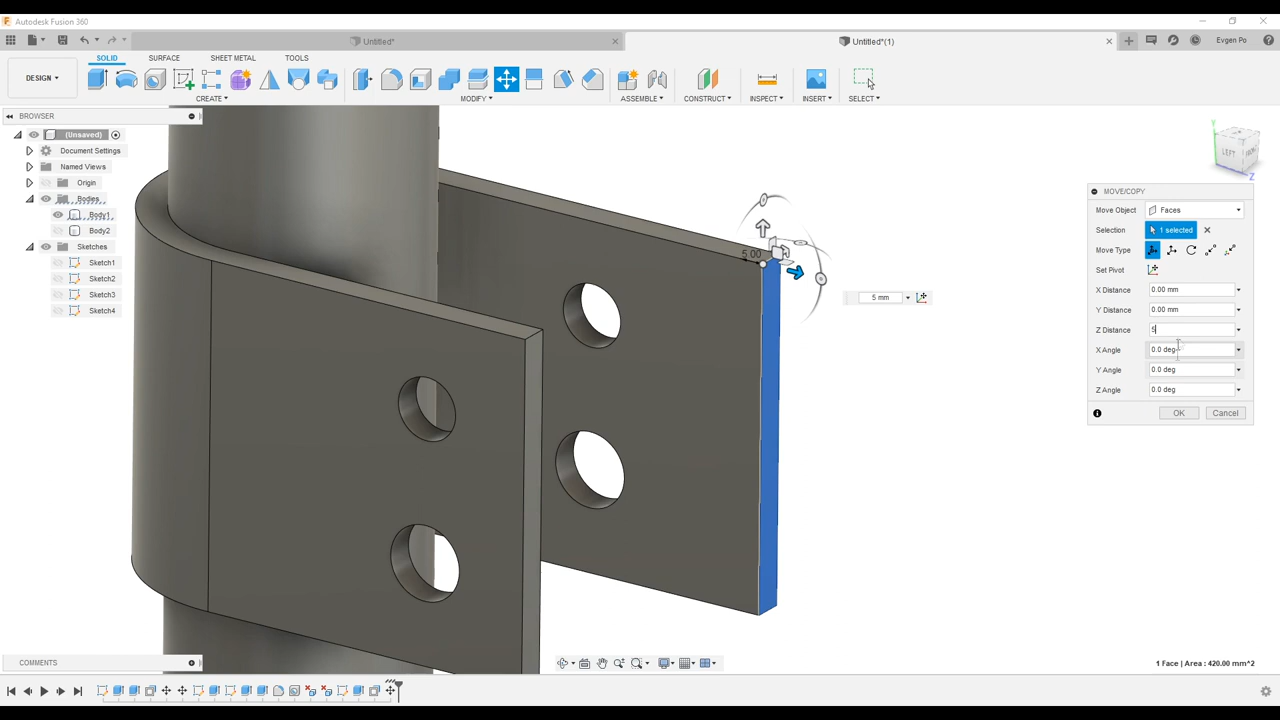 Autodesk Fusion 360
Untitled*
Untitled*(1)
Evgen Po
SOLID
SURFACE
SHEET METAL
TOOLS
DESIGN
CREATE
MODIFY
ASSEMBLE
CONSTRUCT
INSPECT
INSERT
SELECT
BROWSER
(Unsaved)
Document Settings
Named Views
Origin
Bodies
Body1
Body2
Sketches
Sketch1
Sketch2
Sketch3
Sketch4
Y
LEFT
FRONT
Z
5.00
5 mm
MOVE/COPY
Move Object
Faces
Selection
1 selected
Move Type
Set Pivot
X Distance
0.00 mm
Y Distance
0.00 mm
Z Distance
5
X Angle
0.0 deg
Y Angle
0.0 deg
Z Angle
0.0 deg
OK
Cancel
COMMENTS
1 Face | Area : 420.00 mm^2